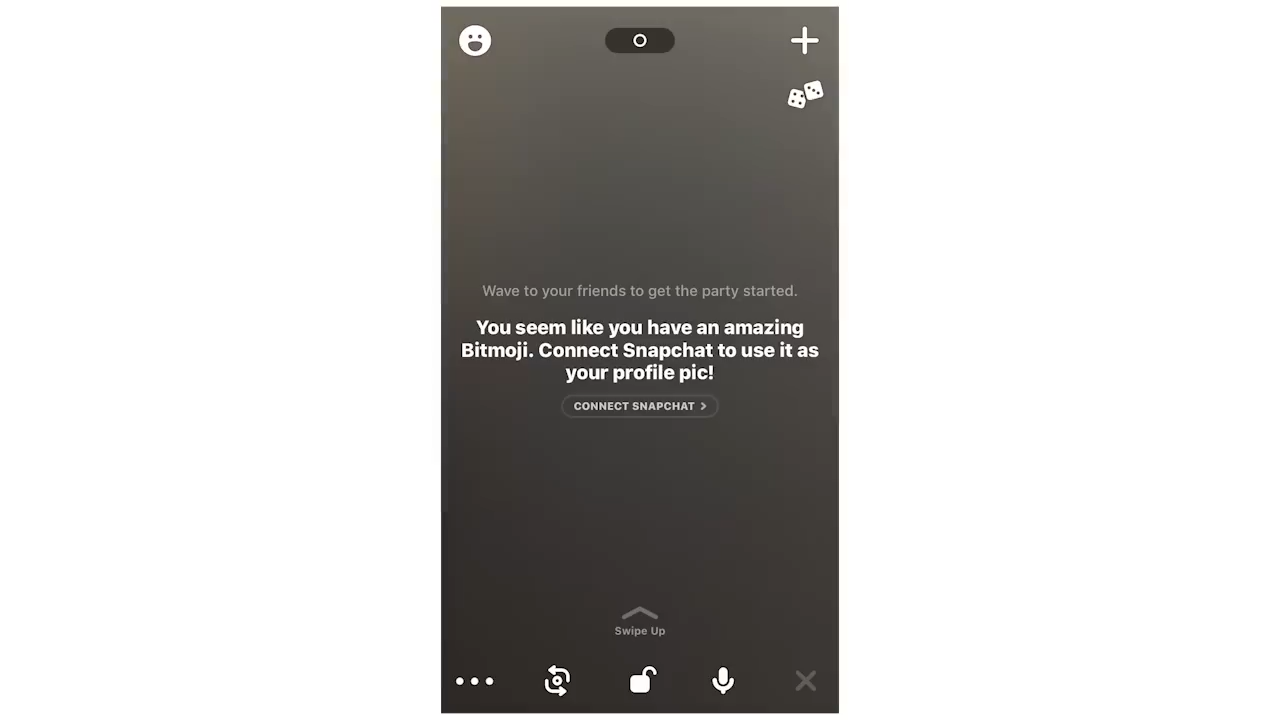 Wave to your friends to get the party started.
You seem like you have an amazing
Bitmoji. Connect Snapchat to use it as
your profile pic!
CONNECT SNAPCHAT >
Swipe Up